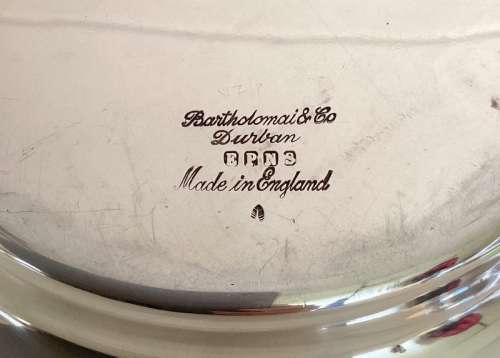 Bartholomai & Co
Durban
EPNS
Made in England